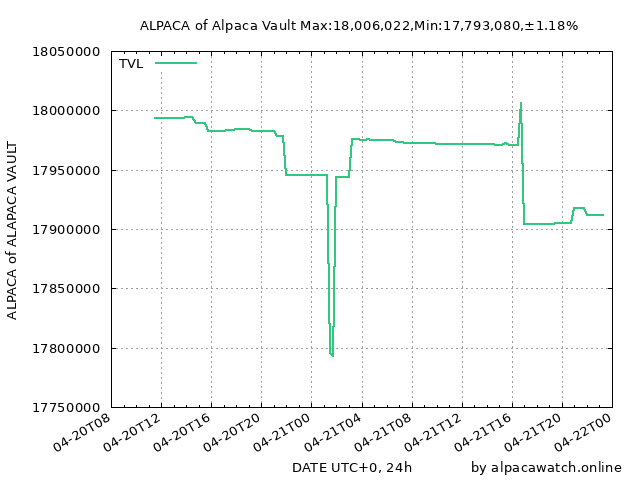 ALPACA of Alpaca Vault Max:18,006,022,Min:17,793,080,±1.18%
TVL
ALPACA of ALAPACA VAULT
18050000
18000000
17950000
17900000
17850000
17800000
17750000
04-20T08
04-20T12
04-20T16
04-20T20
04-21T00
04-21T04
04-21T08
04-21T12
04-21T16
04-21T20
04-22T00
DATE UTC+0, 24h
by alpacawatch.online